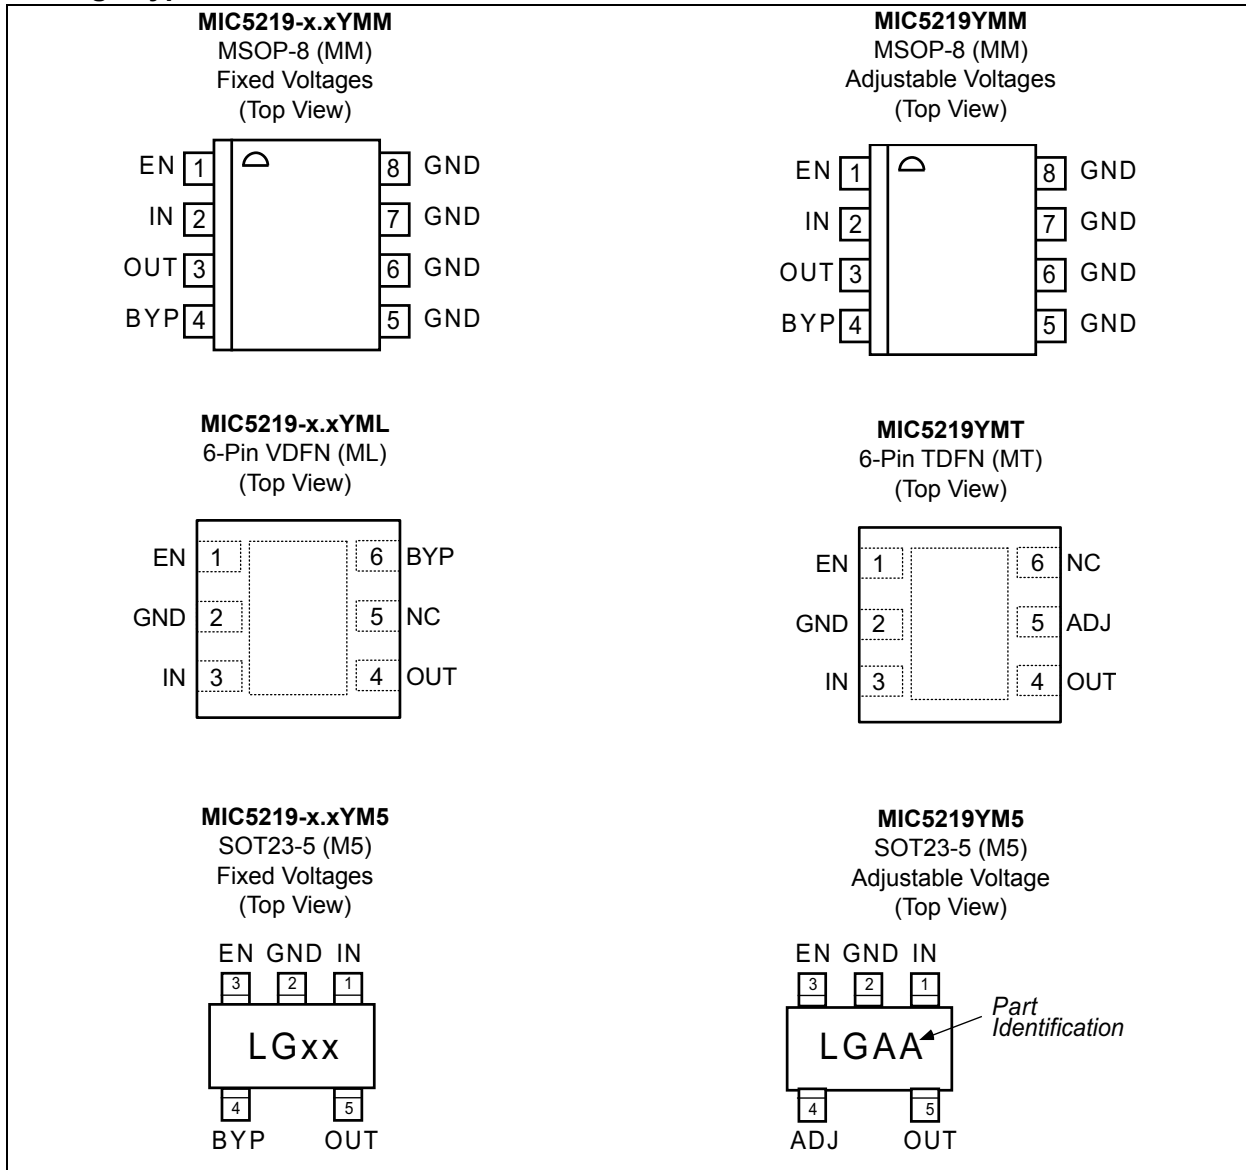 MIC5219-x.xYMM
MSOP-8 (MM)
Fixed Voltages
(Top View)
EN 1 8 GND
IN 2 7 GND
OUT 3 6 GND
BYP 4 5 GND
MIC5219YMM
MSOP-8 (MM)
Adjustable Voltages
(Top View)
EN 1 8 GND
IN 2 7 GND
OUT 3 6 GND
BYP 4 5 GND
MIC5219-x.xYML
6-Pin VDFN (ML)
(Top View)
EN 1 6 BYP
GND 2 5 NC
IN 3 4 OUT
MIC5219YMT
6-Pin TDFN (MT)
(Top View)
EN 1 6 NC
GND 2 5 ADJ
IN 3 4 OUT
MIC5219-x.xYM5
SOT23-5 (M5)
Fixed Voltages
(Top View)
EN GND IN
3 2 1
LGxx
4 5
BYP OUT
MIC5219YM5
SOT23-5 (M5)
Adjustable Voltage
(Top View)
EN GND IN
3 2 1
LGAA
Part
Identification
4 5
ADJ OUT